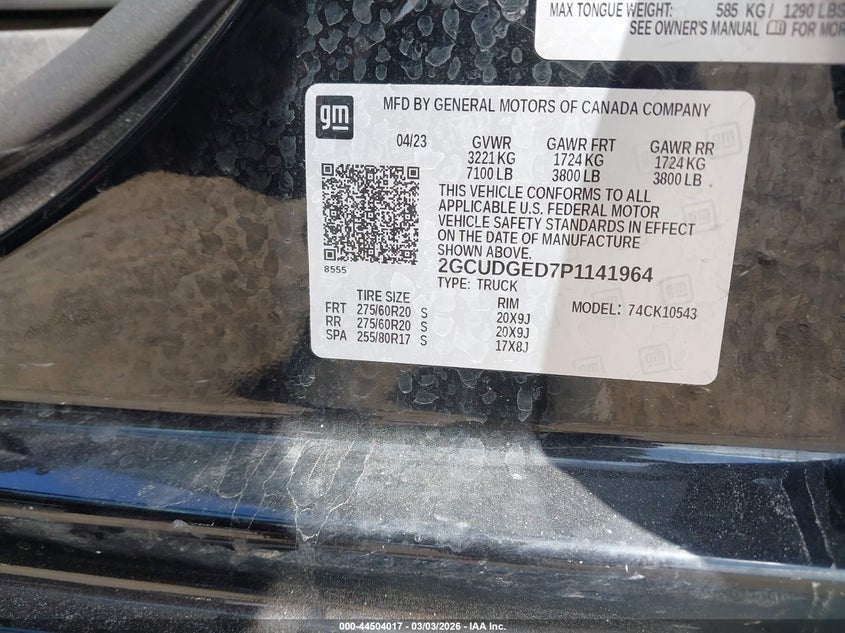 MAX TONGUE WEIGHT: 585 KG / 1290 LBS
SEE OWNER'S MANUAL FOR MOR
gm MFD BY GENERAL MOTORS OF CANADA COMPANY
04/23 GVWR GAWR FRT GAWR RR
3221 KG 1724 KG 1724 KG
7100 LB 3800 LB 3800 LB
THIS VEHICLE CONFORMS TO ALL
APPLICABLE U.S. FEDERAL MOTOR
VEHICLE SAFETY STANDARDS IN EFFECT
ON THE DATE OF MANUFACTURE
SHOWN ABOVE.
8555 2GCUDGED7P1141964
TYPE: TRUCK
TIRE SIZE RIM MODEL: 74CK10543
FRT 275/60R20 S 20X9J
RR 275/60R20 S 20X9J
SPA 255/80R17 S 17X8J
000-44504017 — 03/03/2026 — IAA Inc.